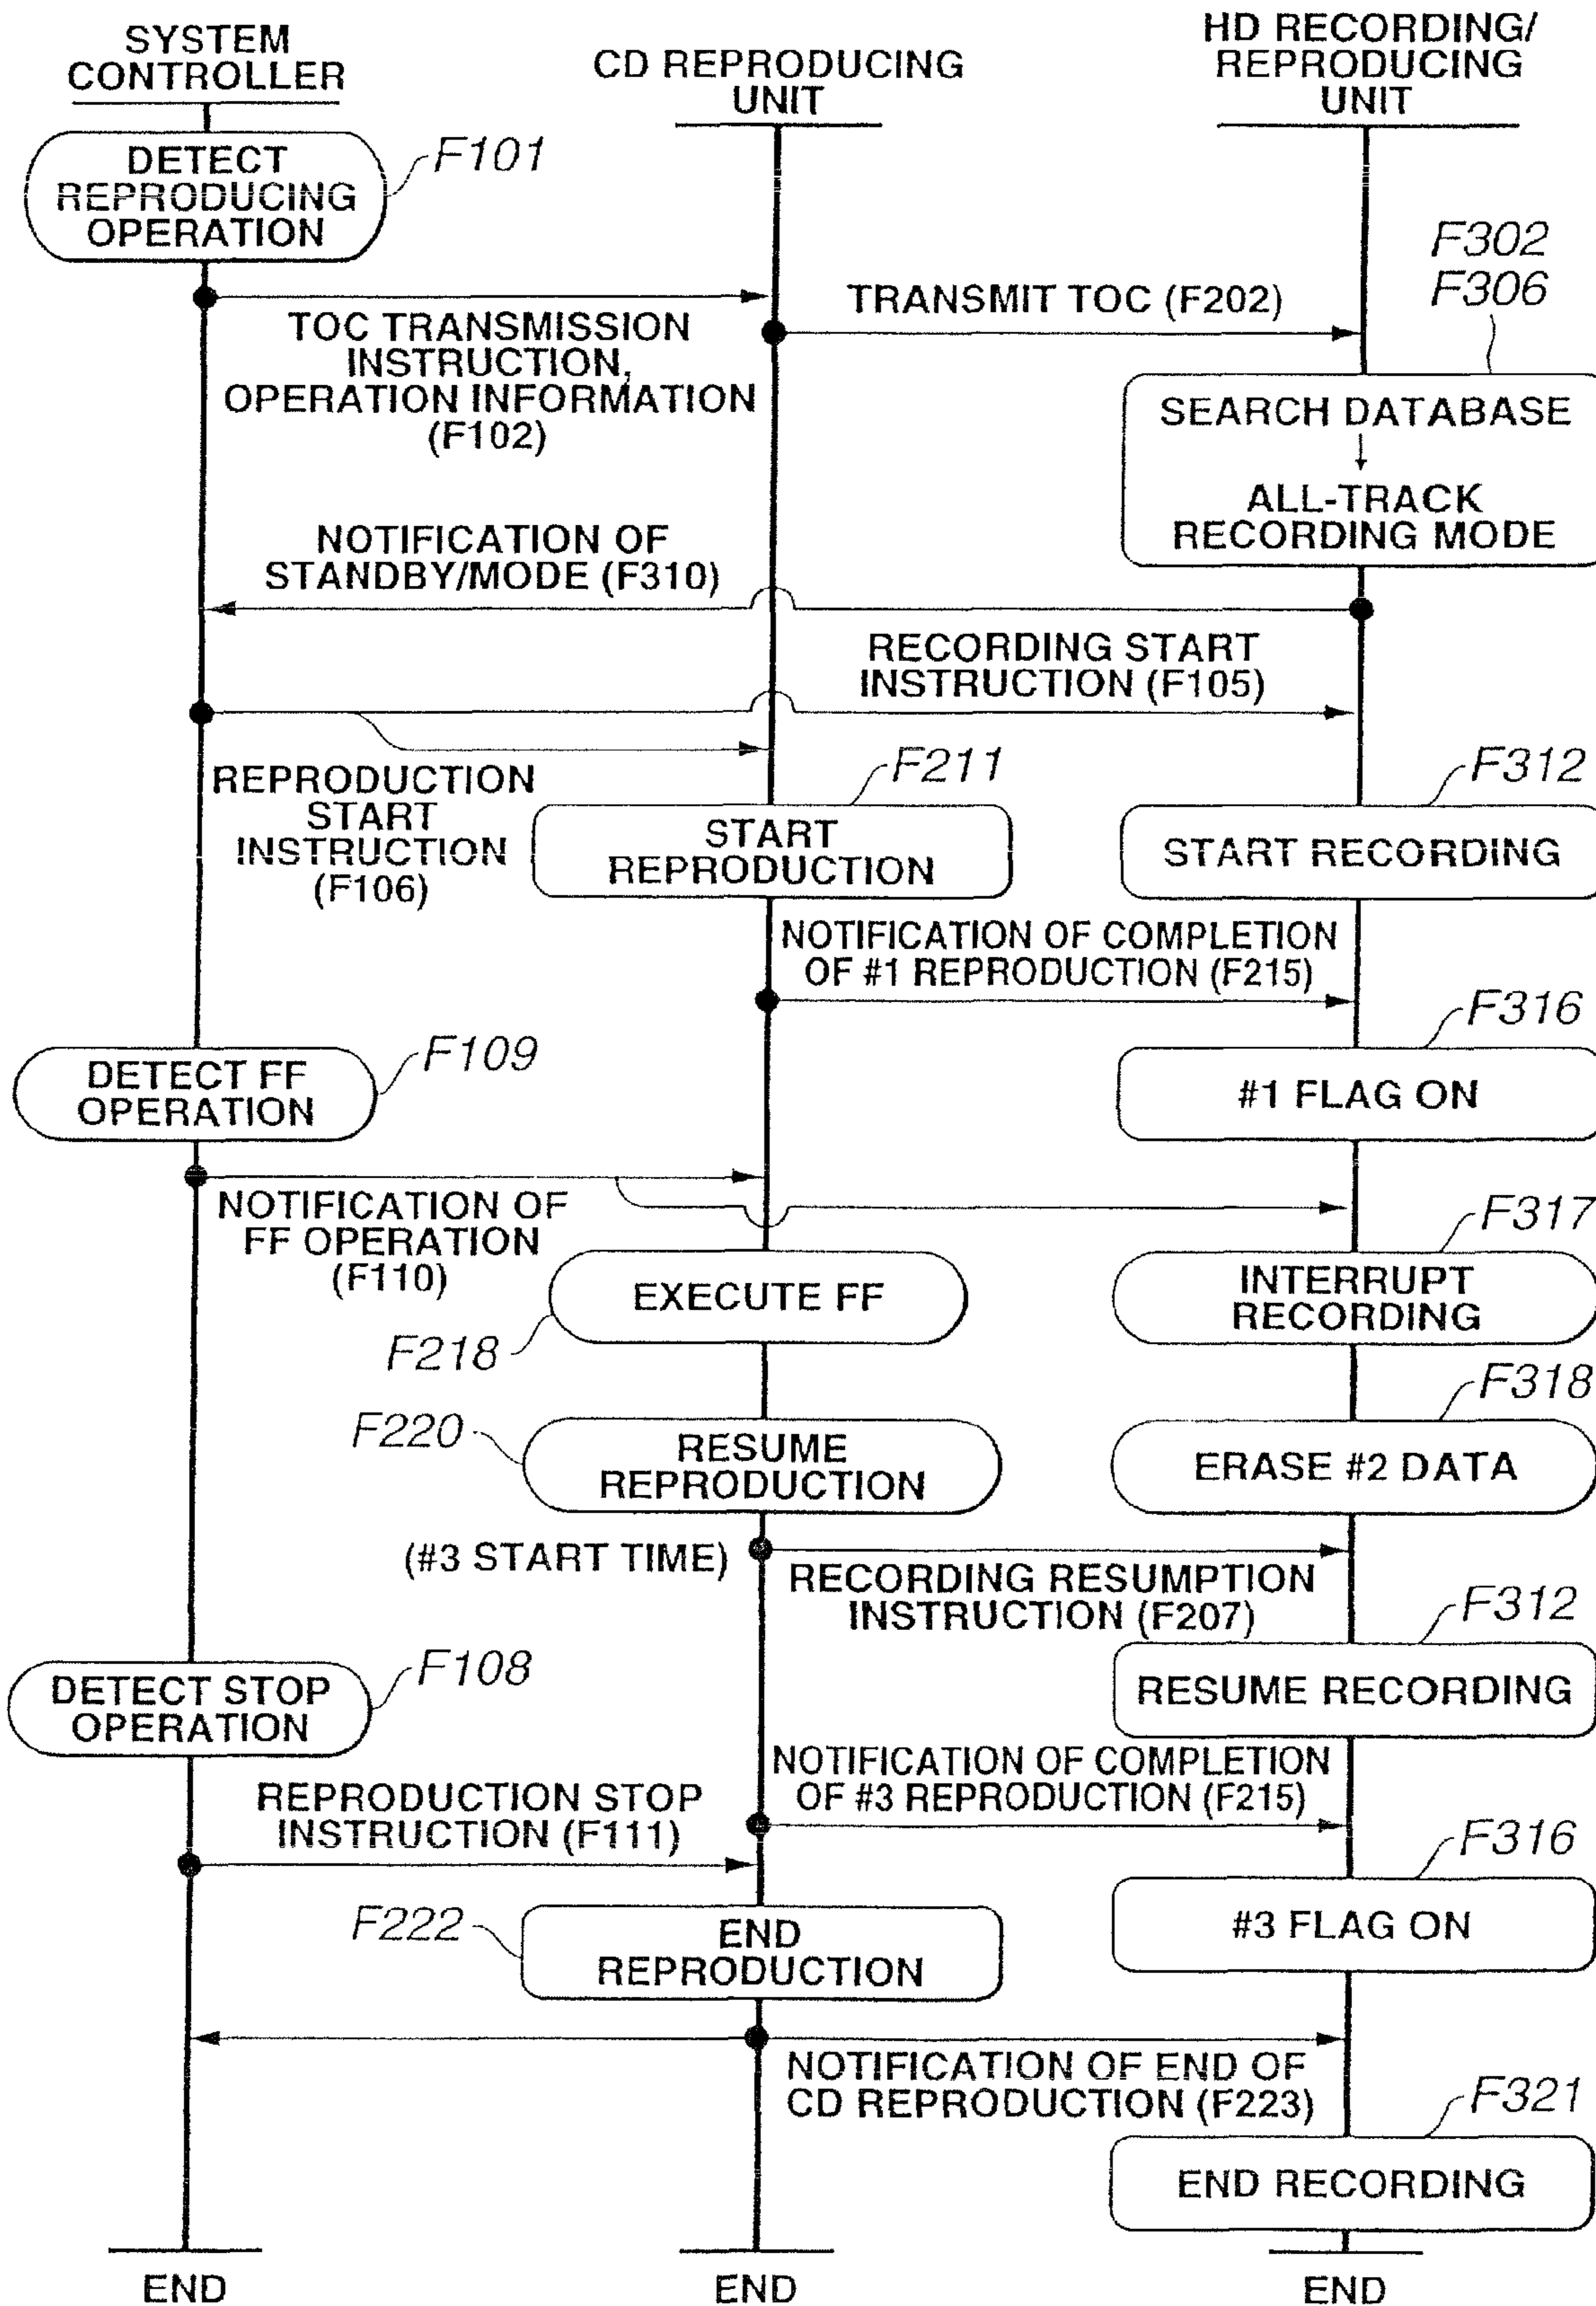 SYSTEM
CONTROLLER
CD REPRODUCING
UNIT
HD RECORDING/
REPRODUCING
UNIT
DETECT
REPRODUCING
OPERATION
F101
TOC TRANSMISSION
INSTRUCTION,
OPERATION INFORMATION
(F102)
TRANSMIT TOC (F202)
F302
F306
SEARCH DATABASE
ALL-TRACK
RECORDING MODE
NOTIFICATION OF
STANDBY/MODE (F310)
RECORDING START
INSTRUCTION (F105)
REPRODUCTION
START
INSTRUCTION
(F106)
F211
START
REPRODUCTION
F312
START RECORDING
NOTIFICATION OF COMPLETION
OF #1 REPRODUCTION (F215)
F316
#1 FLAG ON
F109
DETECT FF
OPERATION
NOTIFICATION OF
FF OPERATION
(F110)
F317
INTERRUPT
RECORDING
EXECUTE FF
F218
F318
ERASE #2 DATA
F220
RESUME
REPRODUCTION
(#3 START TIME)
RECORDING RESUMPTION
INSTRUCTION (F207)
F312
RESUME RECORDING
F108
DETECT STOP
OPERATION
NOTIFICATION OF COMPLETION
OF #3 REPRODUCTION (F215)
REPRODUCTION STOP
INSTRUCTION (F111)
F316
#3 FLAG ON
F222
END
REPRODUCTION
NOTIFICATION OF END OF
CD REPRODUCTION (F223)
F321
END RECORDING
END
END
END